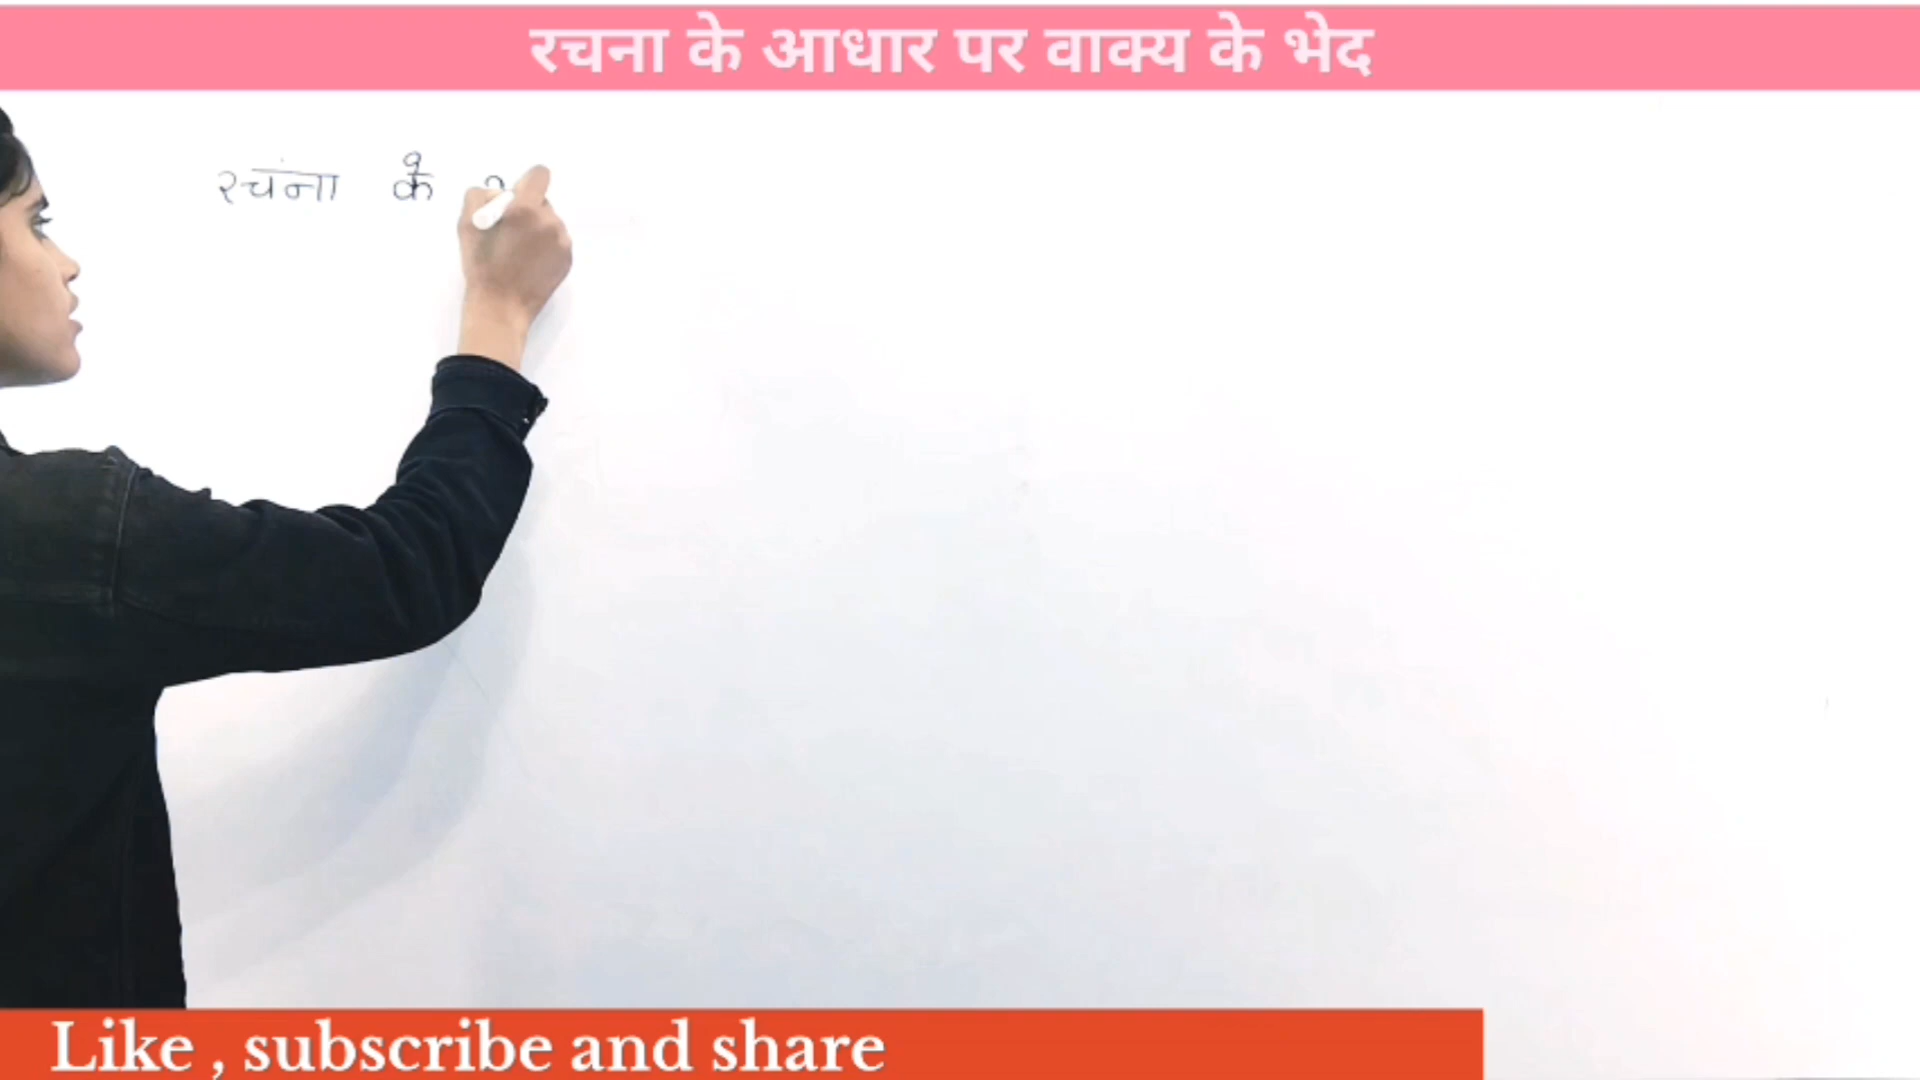 रचना के आधार पर वाक्य के भेद
रचना के
Like , subscribe and share